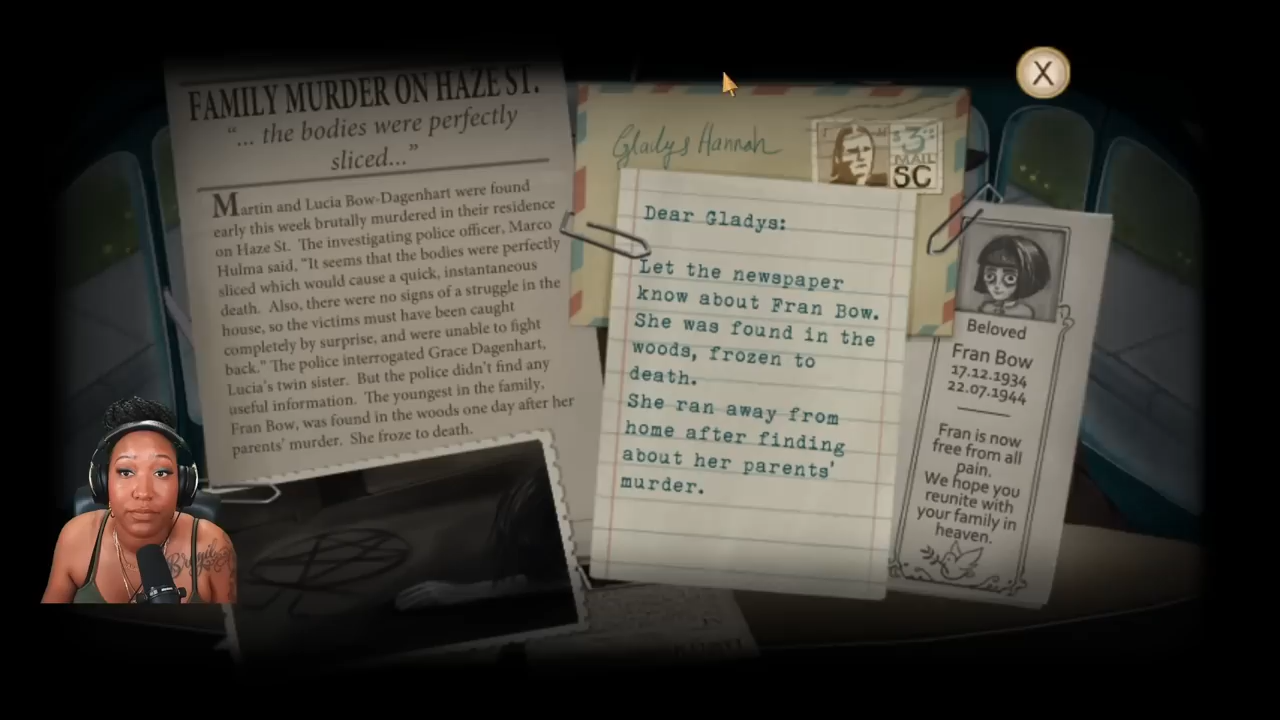 FAMILY MURDER ON HAZE ST.
"... the bodies were perfectly
sliced..."
Martin and Lucia Bow-Dagenhart were found
early this week brutally murdered in their residence
on Haze St. The investigating police officer, Marco
Hulma said, "It seems that the bodies were perfectly
sliced which would cause a quick, instantaneous
death. Also, there were no signs of a struggle in the
house, so the victims must have been caught
completely by surprise, and were unable to fight
back." The police interrogated Grace Dagenhart,
Lucia's twin sister. But the police didn't find any
useful information. The youngest in the family,
Fran Bow, was found in the woods one day after her
parents' murder. She froze to death.
Gladys Hannah
3
MAIL
SC
Dear Gladys:
Let the newspaper
know about Fran Bow.
She was found in the
woods, frozen to
death.
She ran away from
home after finding
about her parents'
murder.
Beloved
Fran Bow
17.12.1934
22.07.1944
Fran is now
free from all
pain.
We hope you
reunite with
your family in
heaven.
X